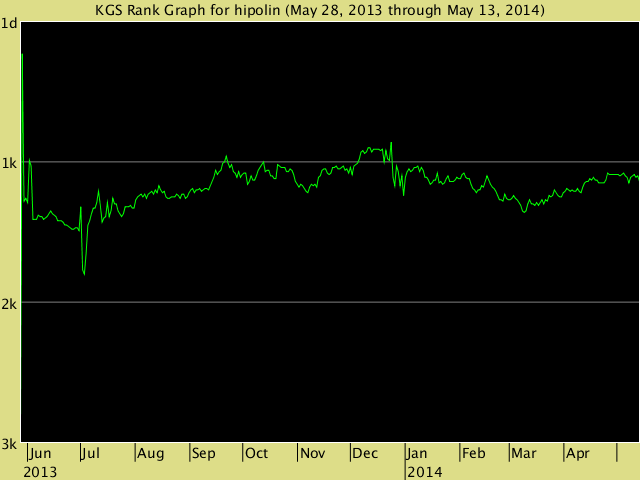 KGS Rank Graph for hipolin (May 28, 2013 through May 13, 2014)
1d
1k
2k
3k
Jun Jul Aug Sep Oct Nov Dec Jan Feb Mar Apr
2013 2014